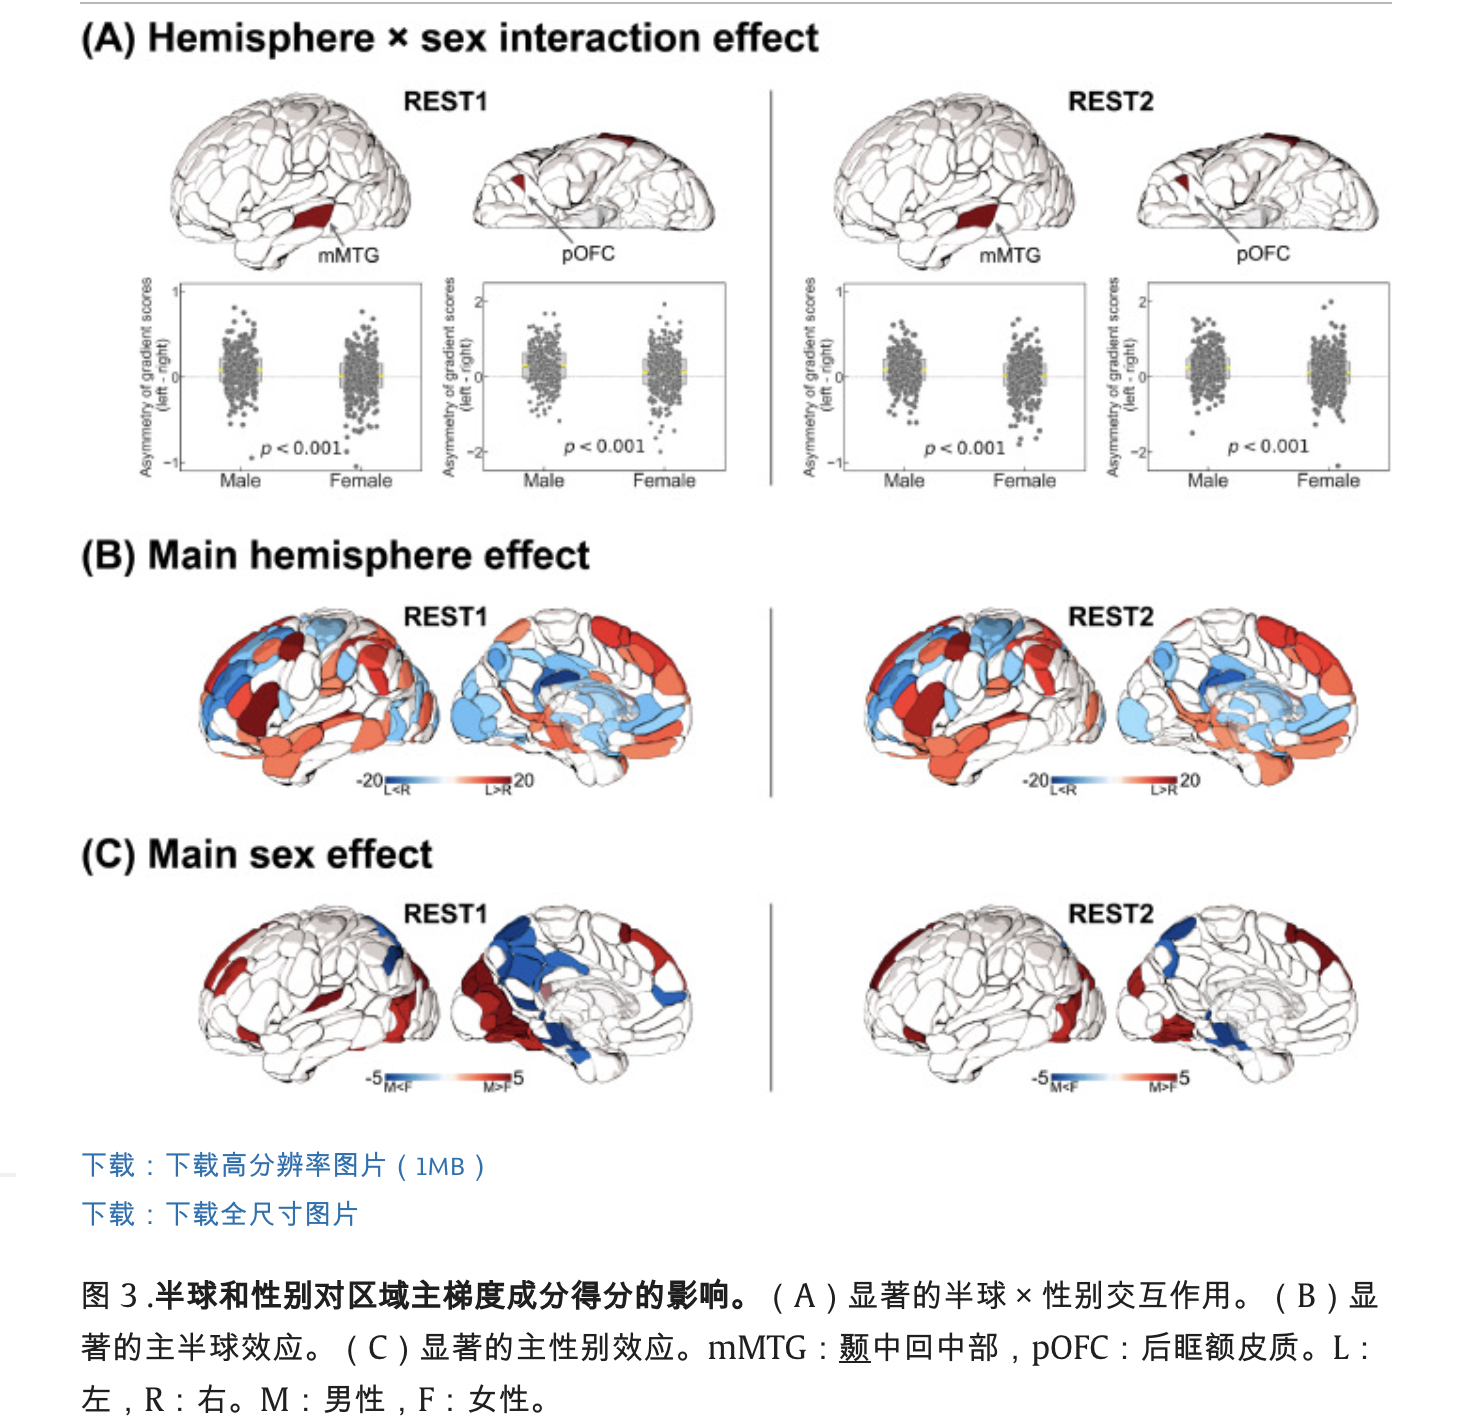 (A) Hemisphere × sex interaction effect
REST1
REST2
mMTG
pOFC
mMTG
pOFC
Asymmetry of gradient scores
(left - right)
1
0
-1
p < 0.001
Male
Female
Asymmetry of gradient scores
(left - right)
2
0
-2
p < 0.001
Male
Female
Asymmetry of gradient scores
(left - right)
1
0
-1
p < 0.001
Male
Female
Asymmetry of gradient scores
(left - right)
2
0
-2
p < 0.001
Male
Female
(B) Main hemisphere effect
REST1
REST2
-20
L<R
L>R
20
-20
L<R
L>R
20
(C) Main sex effect
REST1
REST2
-5
M<F
M>F
5
-5
M<F
M>F
5
下载：下载高分辨率图片（1MB）
下载：下载全尺寸图片
图 3 .半球和性别对区域主梯度成分得分的影响。（A）显著的半球 × 性别交互作用。（B）显
著的主半球效应。（C）显著的主性别效应。mMTG：颞中回中部，pOFC：后眶额皮质。L：
左，R：右。M：男性，F：女性。